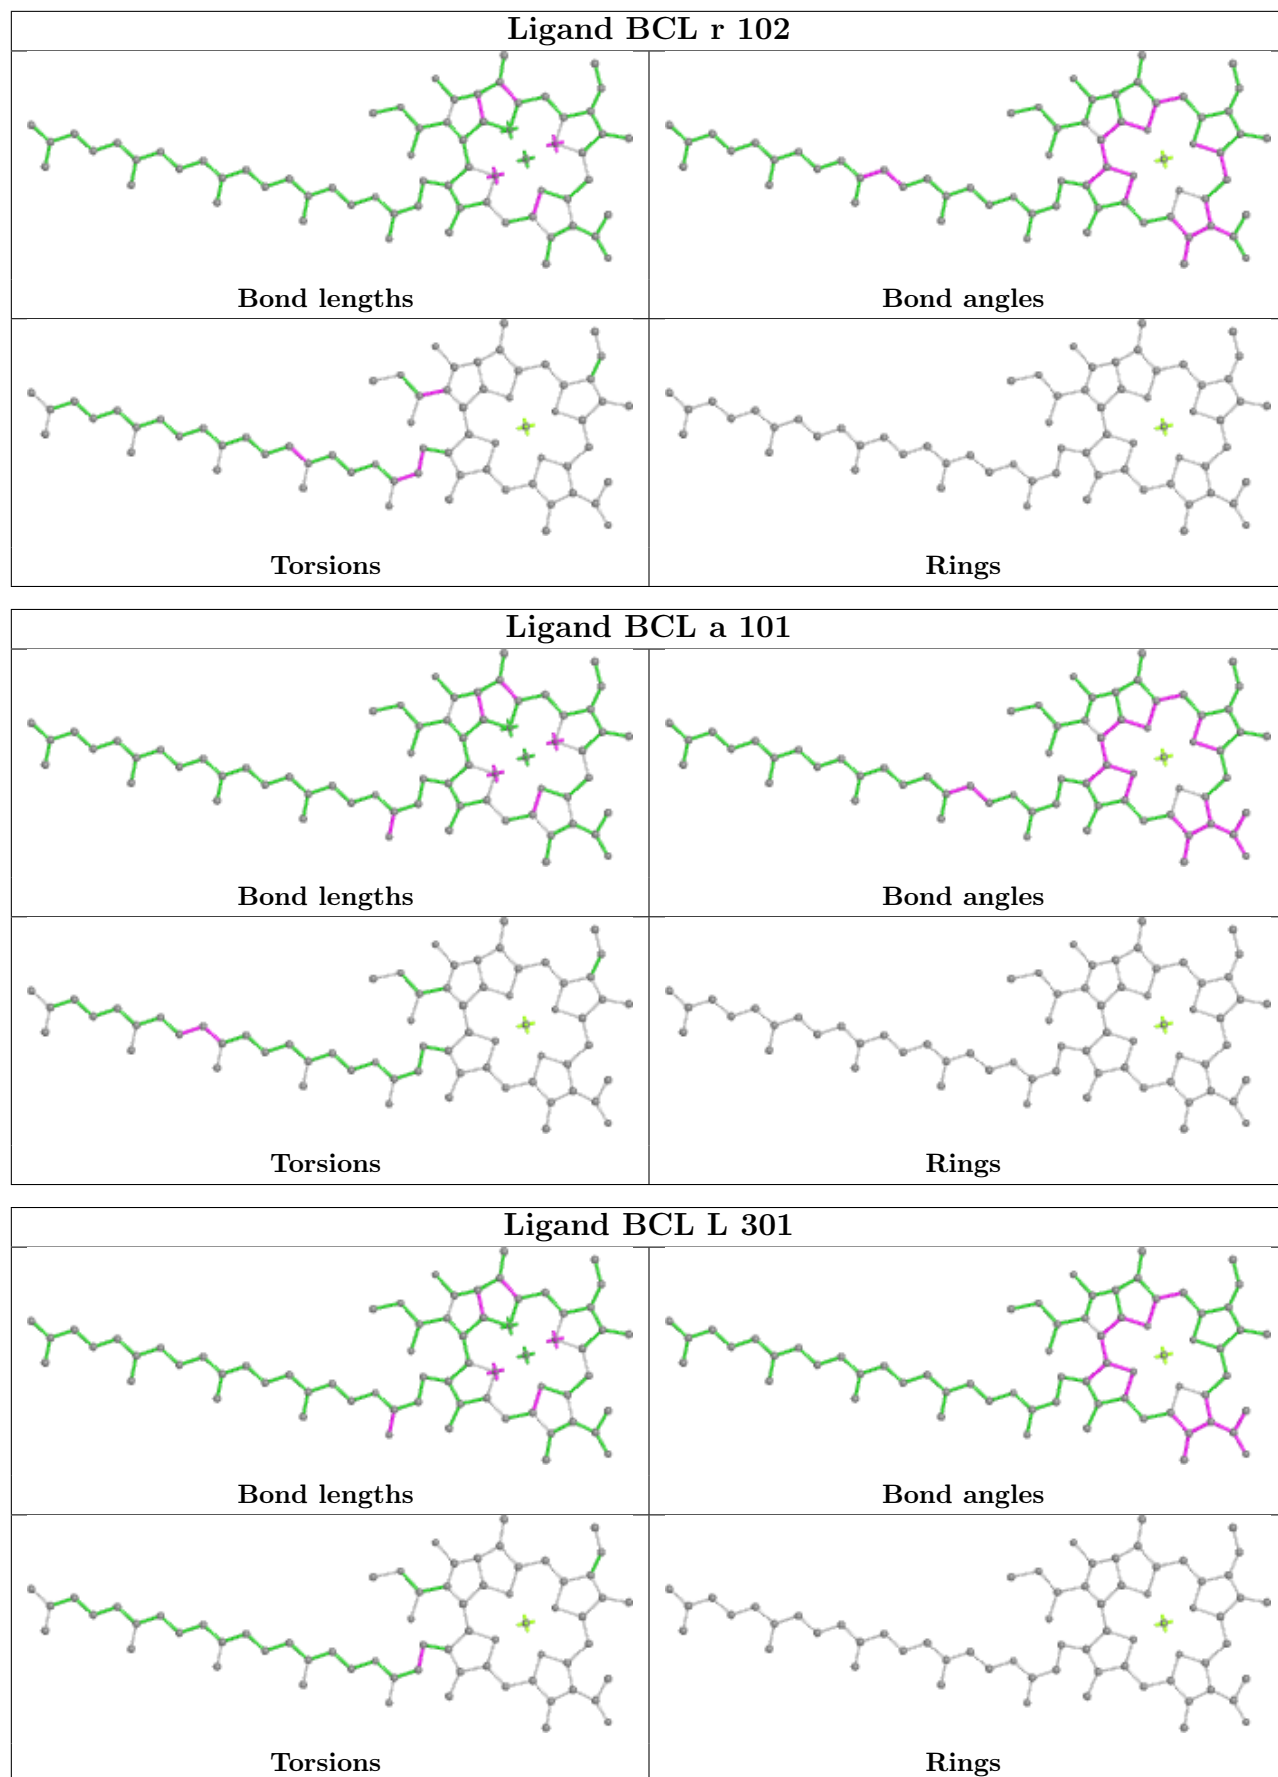 Ligand BCL r 102
Bond lengths
Bond angles
Torsions
Rings
Ligand BCL a 101
Bond lengths
Bond angles
Torsions
Rings
Ligand BCL L 301
Bond lengths
Bond angles
Torsions
Rings